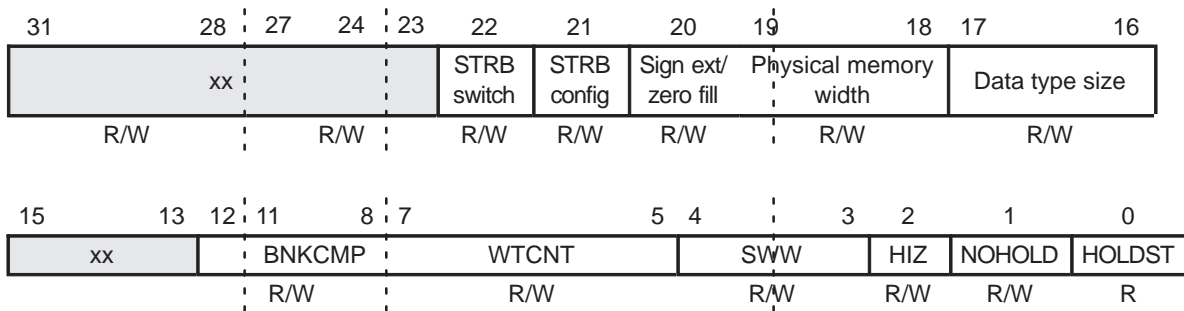 31 28 27 24 23 22 21 20 19 18 17 16
xx STRB switch STRB config Sign ext/ zero fill Physical memory width Data type size
R/W R/W R/W R/W R/W R/W R/W
15 13 12 11 8 7 5 4 3 2 1 0
xx BNKCMP WTCNT SWW HIZ NOHOLD HOLDST
R/W R/W R/W R/W R/W R